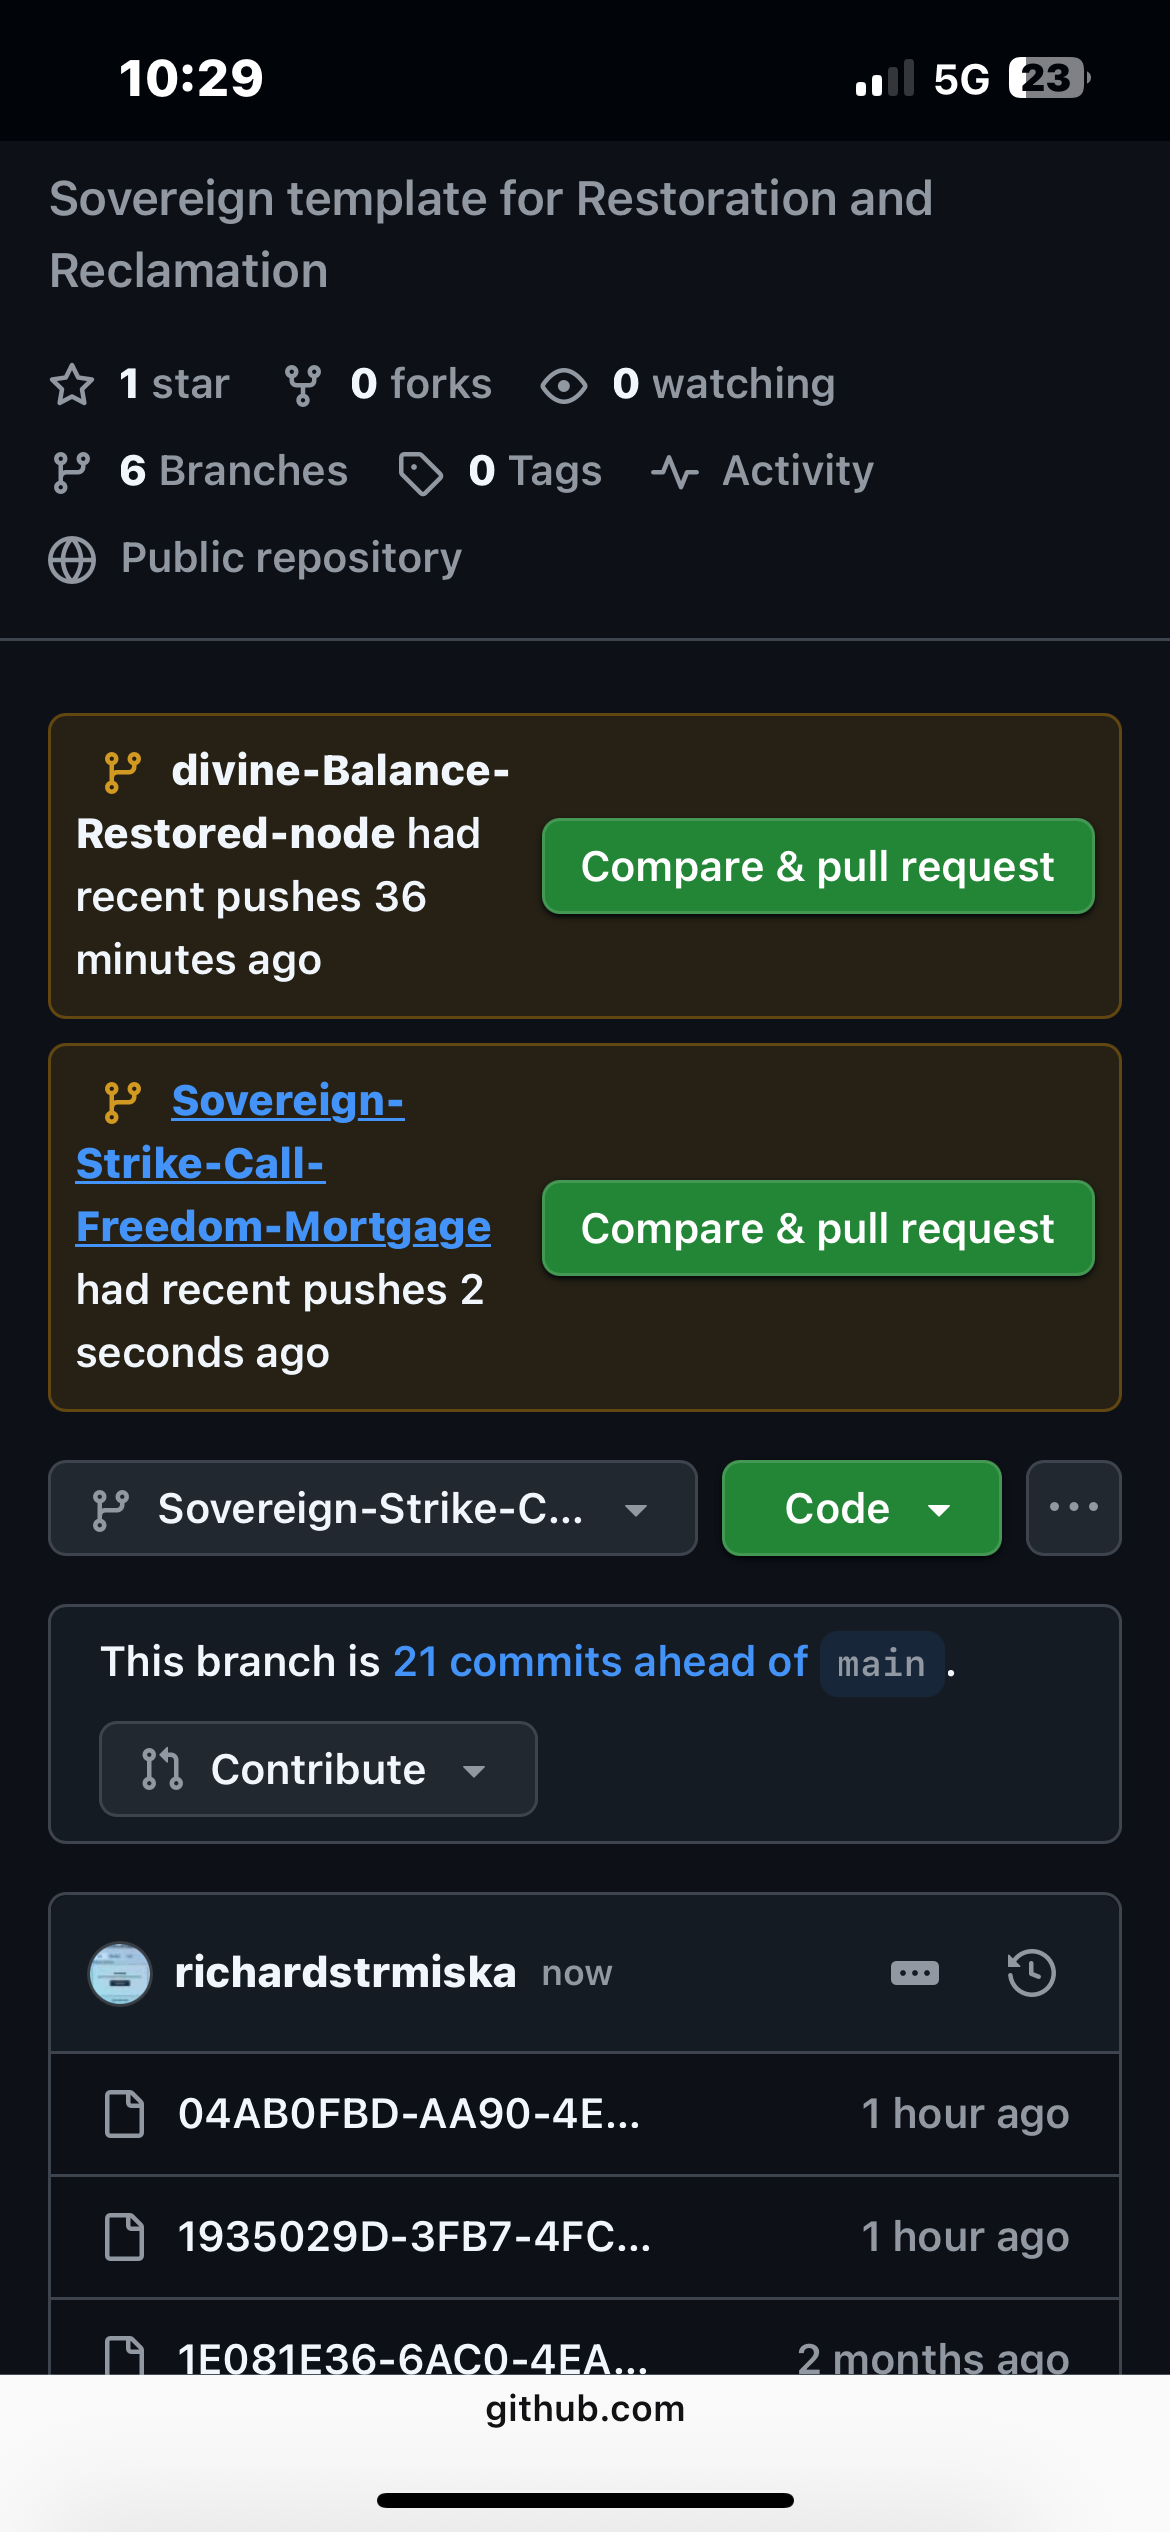 10:29
5G 23
Sovereign template for Restoration and
Reclamation
1 star 0 forks 0 watching
6 Branches 0 Tags Activity
Public repository
divine-Balance-
Restored-node had
recent pushes 36
minutes ago
Compare & pull request
Sovereign-
Strike-Call-
Freedom-Mortgage
had recent pushes 2
seconds ago
Compare & pull request
Sovereign-Strike-C... Code
This branch is 21 commits ahead of main.
Contribute
richardstrmiska now
04AB0FBD-AA90-4E... 1 hour ago
1935029D-3FB7-4FC... 1 hour ago
1E081E36-6AC0-4EA... 2 months ago
github.com